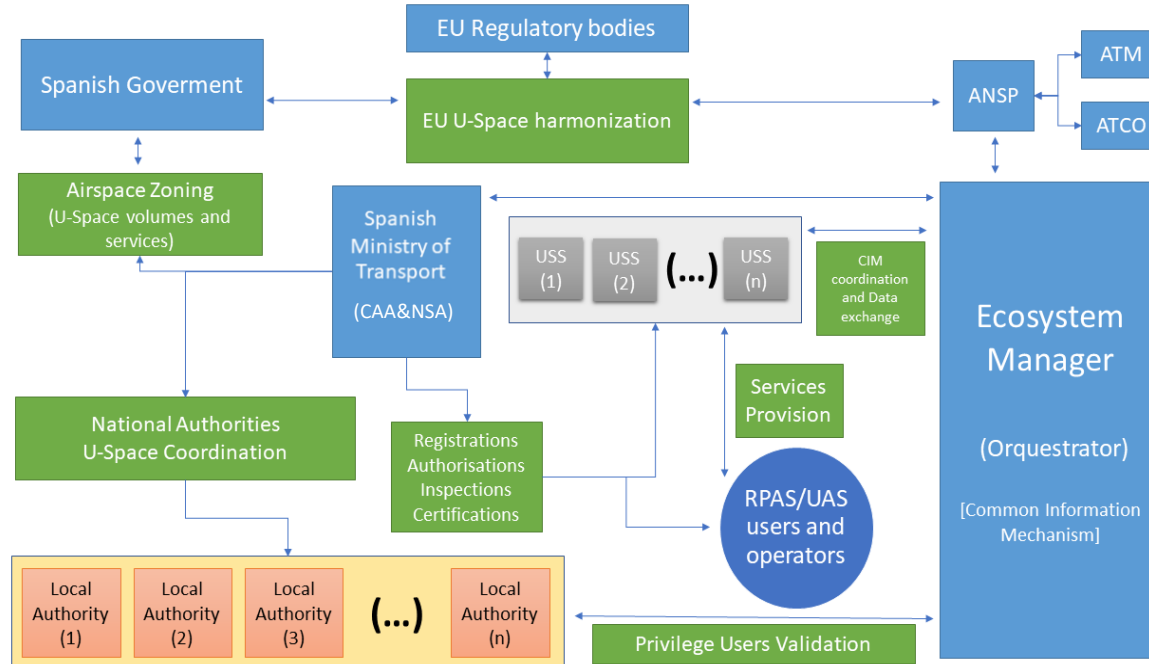 EU Regulatory bodies
Spanish Goverment
EU U-Space harmonization
ANSP
ATM
ATCO
Airspace Zoning
(U-Space volumes and
services)
Spanish
Ministry of
Transport
(CAA&NSA)
USS
(1)
USS
(2)
(...)
USS
(n)
CIM
coordination
and Data
exchange
Ecosystem
Manager
(Orquestrator)
[Common Information
Mechanism]
Services
Provision
National Authorities
U-Space Coordination
Registrations
Authorisations
Inspections
Certifications
RPAS/UAS
users and
operators
Local
Authority
(1)
Local
Authority
(2)
Local
Authority
(3)
(...)
Local
Authority
(n)
Privilege Users Validation